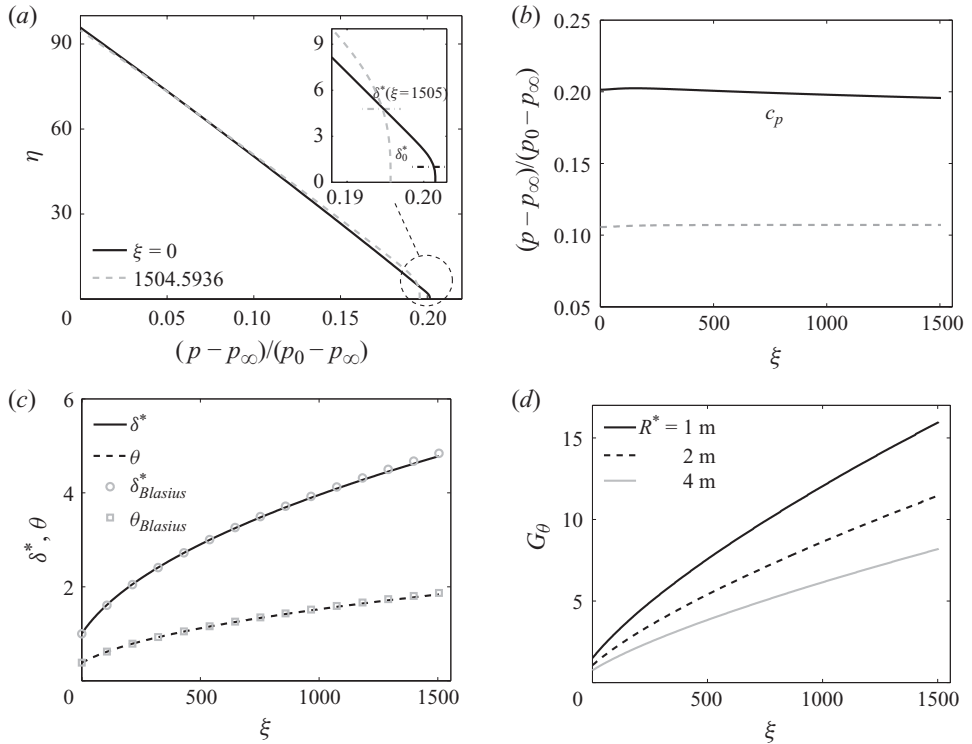 (a)
90
60
30
0
η
0
0.05
0.10
0.15
0.20
(p − p∞)/(p0 − p∞)
ξ = 0
1504.5936
9
6
3
0
0.19
0.20
δ*(ξ=1505)
δ0*
(b)
0.25
0.20
0.15
0.10
0.05
(p − p∞)/(p0 − p∞)
cp
0
500
1000
1500
ξ
(c)
6
4
2
0
δ*, θ
δ*
θ
δ*Blasius
θBlasius
500
1000
1500
ξ
(d)
15
10
5
0
Gθ
R* = 1 m
2 m
4 m
500
1000
1500
ξ